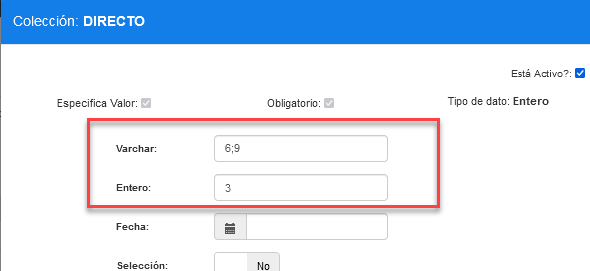 Colección: DIRECTO
Está Activo?:
Especifica Valor: Obligatorio: Tipo de dato: Entero
Varchar: 6;9
Entero: 3
Fecha:
Selección: No